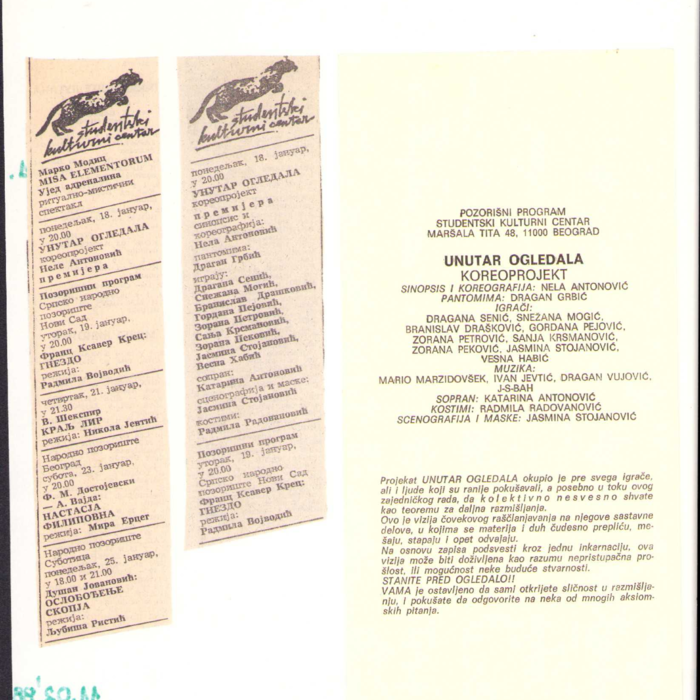 studentski
kulturni centar
Марко Модиц
MISA ELEMENTORUM
Ујед адреналина
ритуално-мистични
спектакл
понедељак, 18. јануар,
у 20.00
УНУТАР ОГЛЕДАЛА
кореопројект
Неле Антоновић
премијера
Позоришни програм
Српско народно
позориште
Нови Сад
уторак, 19. јануар,
у 20.00
Франц Ксавер Крец:
ГНЕЗДО
режија:
Радмила Војводић
четвртак, 21. јануар,
у 21.30
В. Шекспир
КРАЉ ЛИР
режија: Никола Јевтић
Народно позориште
Београд
субота, 23. јануар,
у 20.00
Ф. М. Достојевски
— А. Вајда:
НАСТАСЈА
ФИЛИПОВНА
режија: Мира Ерцег
Народно позориште
Суботица
понедељак, 25. јануар,
у 18.00 и 21.00
Душан Јовановић:
ОСЛОБОЂЕЊЕ
СКОПЈА
режија:
Љубиша Ристић
studentski
kulturni centar
понедељак, 18. јануар,
у 20.00
УНУТАР ОГЛЕДАЛА
кореопројект
премијера
синопсис и
кореографија:
Нела Антоновић
пантомима:
Драган Грбић
играју:
Драгана Сенић,
Снежана Могић,
Бранислав Драшковић,
Гордана Пејовић,
Зорана Петровић,
Сања Крсмановић,
Зорана Пековић,
Јасмина Стојановић,
Весна Хабић
сопран:
Катарина Антоновић
сценографија и маске:
Јасмина Стојановић
костими:
Радмила Радовановић
Позоришни програм
уторак, 19. јануар,
у 20.00
Српско народно
позориште Нови Сад
Франц Ксавер Крец:
ГНЕЗДО
режија:
Радмила Војводић
POZORIŠNI PROGRAM
STUDENTSKI KULTURNI CENTAR
MARŠALA TITA 48, 11000 BEOGRAD
UNUTAR OGLEDALA
KOREOPROJEKT
SINOPSIS I KOREOGRAFIJA: NELA ANTONOVIĆ
PANTOMIMA: DRAGAN GRBIĆ
IGRAČI:
DRAGANA SENIĆ, SNEZANA MOGIĆ,
BRANISLAV DRAŠKOVIĆ, GORDANA PEJOVIĆ,
ZORANA PETROVIĆ, SANJA KRSMANOVIĆ,
ZORANA PEKOVIĆ, JASMINA STOJANOVIĆ,
VESNA HABIĆ
MUZIKA:
MARIO MARZIDOVŠEK, IVAN JEVTIĆ, DRAGAN VUJOVIĆ,
J-S-BAH
SOPRAN: KATARINA ANTONOVIĆ
KOSTIMI: RADMILA RADOVANOVIĆ
SCENOGRAFIJA I MASKE: JASMINA STOJANOVIĆ
Projekat UNUTAR OGLEDALA okupio je pre svega igrače,
ali i ljude koji su ranije pokušavali, a posebno u toku ovog
zajedničkog rada, da kolektivno nesvesno shvate
kao teoremu za daljna razmišljanja.
Ovo je vizija čovekovog raščlanjavanja na njegove sastavne
delove, u kojima se materija i duh čudesno prepliću, me-
šaju, stapaju i opet odvajaju.
Na osnovu zapisa podsvesti kroz jednu inkarnaciju, ova
vizija može biti doživljena kao razumu nepristupačna pro-
šlost, ili mogućnost neke buduće stvarnosti.
STANITE PRED OGLEDALO!!
VAMA je ostavljeno da sami otkrijete sličnost u razmišlja-
nju, i pokušate da odgovorite na neka od mnogih aksiom-
skih pitanja.